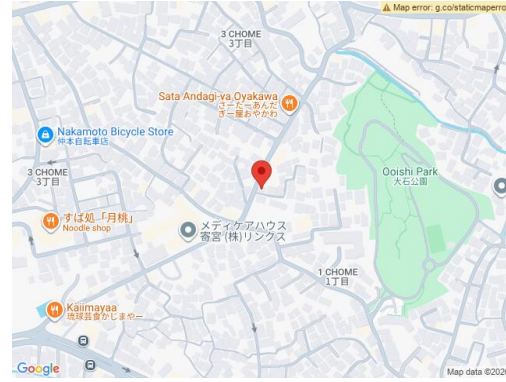 Map error: g.co/staticmaperro
3 CHOME
3丁目
Sata Andagi-ya Oyakawa
さーたーあんだ
ぎー屋おやかわ
Nakamoto Bicycle Store
仲本自転車店
Ooishi Park
大石公園
3 CHOME
3丁目
すば処「月桃」
Noodle shop
メディケアハウス
寄宮 (株)リンクス
1 CHOME
1丁目
Kajimayaa
琉球芸食かじまやー
Google
Map data ©2026